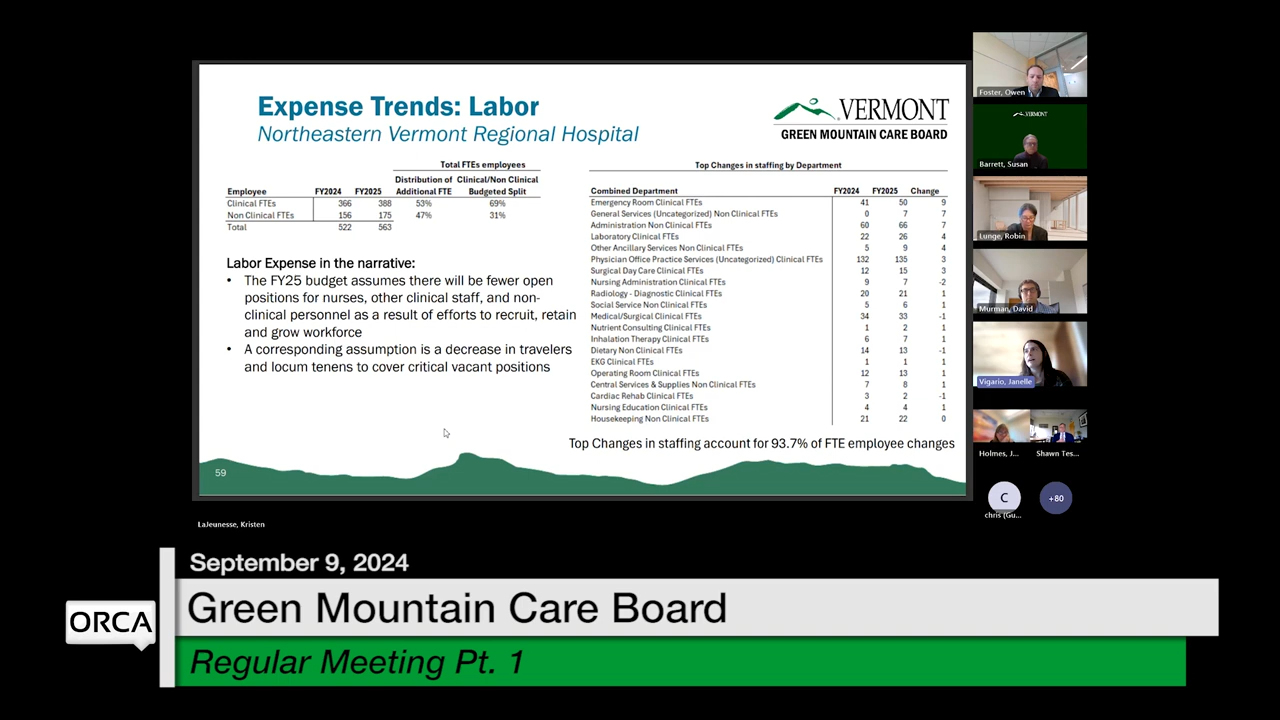 Expense Trends: Labor
Northeastern Vermont Regional Hospital
VERMONT
GREEN MOUNTAIN CARE BOARD
Total FTEs employees
Distribution of Clinical/Non Clinical
Employee FY2024 FY2025 Additional FTE Budgeted Split
Clinical FTEs 366 388 53% 69%
Non Clinical FTEs 156 175 47% 31%
Total 522 563
Labor Expense in the narrative:
• The FY25 budget assumes there will be fewer open
positions for nurses, other clinical staff, and non-
clinical personnel as a result of efforts to recruit, retain
and grow workforce
• A corresponding assumption is a decrease in travelers
and locum tenens to cover critical vacant positions
Top Changes in staffing by Department
Combined Department FY2024 FY2025 Change
Emergency Room Clinical FTEs 41 50 9
General Services (Uncategorized) Non Clinical FTEs 0 7 7
Administration Non Clinical FTEs 60 66 7
Laboratory Clinical FTEs 22 26 4
Other Ancillary Services Non Clinical FTEs 5 9 4
Physician Office Practice Services (Uncategorized) Clinical FTEs 132 135 3
Surgical Day Care Clinical FTEs 12 15 3
Nursing Administration Clinical FTEs 9 7 -2
Radiology - Diagnostic Clinical FTEs 20 21 1
Social Service Non Clinical FTEs 5 6 1
Medical/Surgical Clinical FTEs 34 33 -1
Nutrient Consulting Clinical FTEs 1 2 1
Inhalation Therapy Clinical FTEs 6 7 1
Dietary Non Clinical FTEs 14 13 -1
EKG Clinical FTEs 1 1 1
Operating Room Clinical FTEs 12 13 1
Central Services & Supplies Non Clinical FTEs 7 8 1
Cardiac Rehab Clinical FTEs 3 2 -1
Nursing Education Clinical FTEs 4 4 1
Housekeeping Non Clinical FTEs 21 22 0
Top Changes in staffing account for 93.7% of FTE employee changes
59
Foster, Owen
VERMONT
Barrett, Susan
Lunge, Robin
Murman, David
Vigario, Janelle
Holmes, J... Shawn Tes...
C +80
chris (Gu...
LaJeunesse, Kristen
September 9, 2024
ORCA
Green Mountain Care Board
Regular Meeting Pt. 1